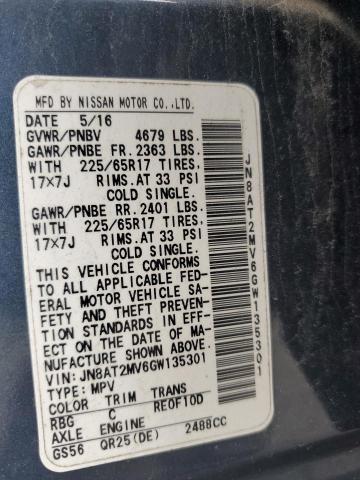 MFD BY NISSAN MOTOR CO.,LTD.
DATE 5/16
GVWR/PNBV 4679 LBS.
GAWR/PNBE FR. 2363 LBS.
WITH 225/65R17 TIRES,
17×7J RIMS.AT 33 PSI
COLD SINGLE.
GAWR/PNBE RR. 2401 LBS.
WITH 225/65R17 TIRES,
17×7J RIMS.AT 33 PSI
COLD SINGLE.
THIS VEHICLE CONFORMS
TO ALL APPLICABLE FED-
ERAL MOTOR VEHICLE SA-
FETY AND THEFT PREVEN-
TION STANDARDS IN EFF-
ECT ON THE DATE OF MA-
NUFACTURE SHOWN ABOVE.
VIN:JN8AT2MV6GW135301
TYPE:MPV
COLOR TRIM TRANS
RBG C RE0F10D
AXLE ENGINE
GS56 QR25(DE) 2488CC
JN8AT2MV6GW135301